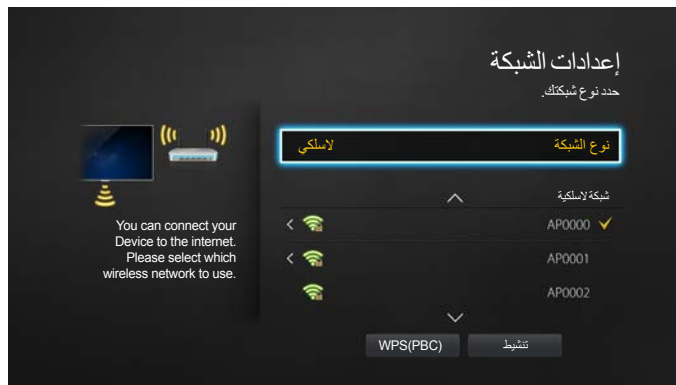 إعدادات الشبكة
حدد نوع شبكتك.
نوع الشبكة لاسلكي
شبكة لاسلكية
AP0000
AP0001
AP0002
تنشيط WPS(PBC)
You can connect your
Device to the internet.
Please select which
wireless network to use.